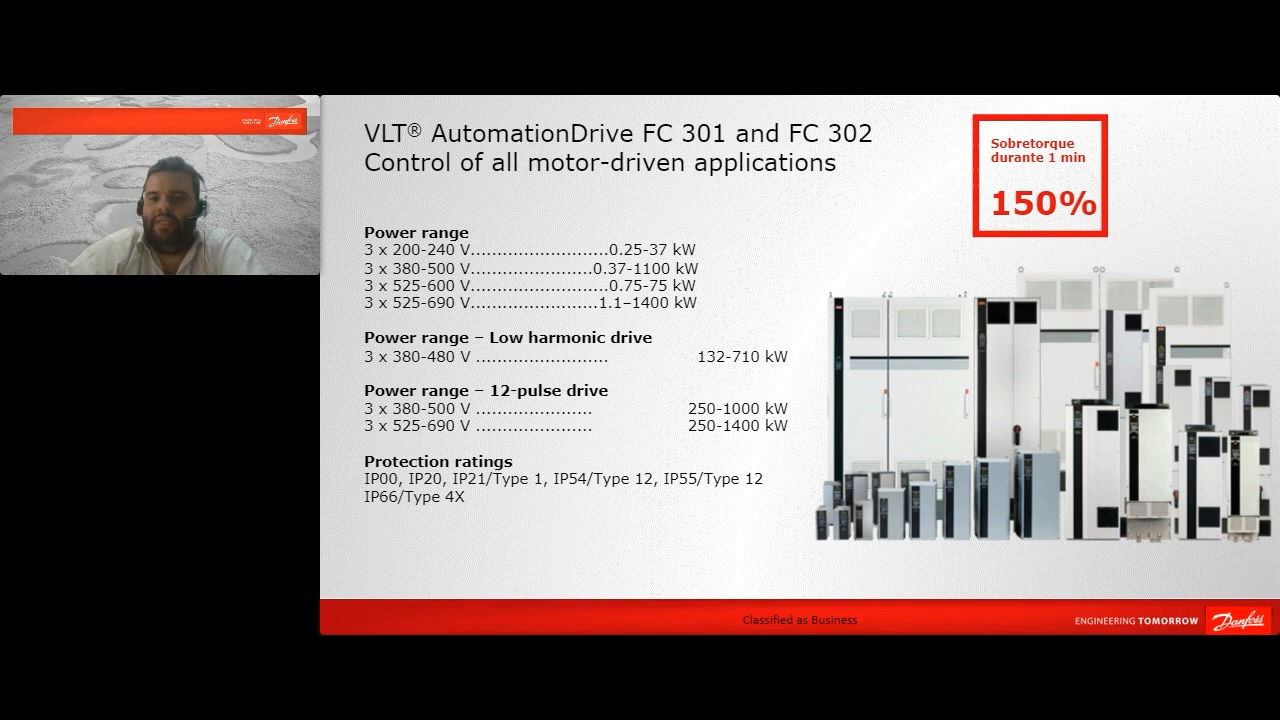 Danfoss
VLT® AutomationDrive FC 301 and FC 302
Control of all motor-driven applications
Sobretorque
durante 1 min
150%
Power range
3 x 200-240 V..........................0.25-37 kW
3 x 380-500 V.......................0.37-1100 kW
3 x 525-600 V..........................0.75-75 kW
3 x 525-690 V........................1.1–1400 kW
Power range – Low harmonic drive
3 x 380-480 V ......................... 132-710 kW
Power range – 12-pulse drive
3 x 380-500 V ...................... 250-1000 kW
3 x 525-690 V ...................... 250-1400 kW
Protection ratings
IP00, IP20, IP21/Type 1, IP54/Type 12, IP55/Type 12
IP66/Type 4X
Classified as Business
ENGINEERING TOMORROW
Danfoss